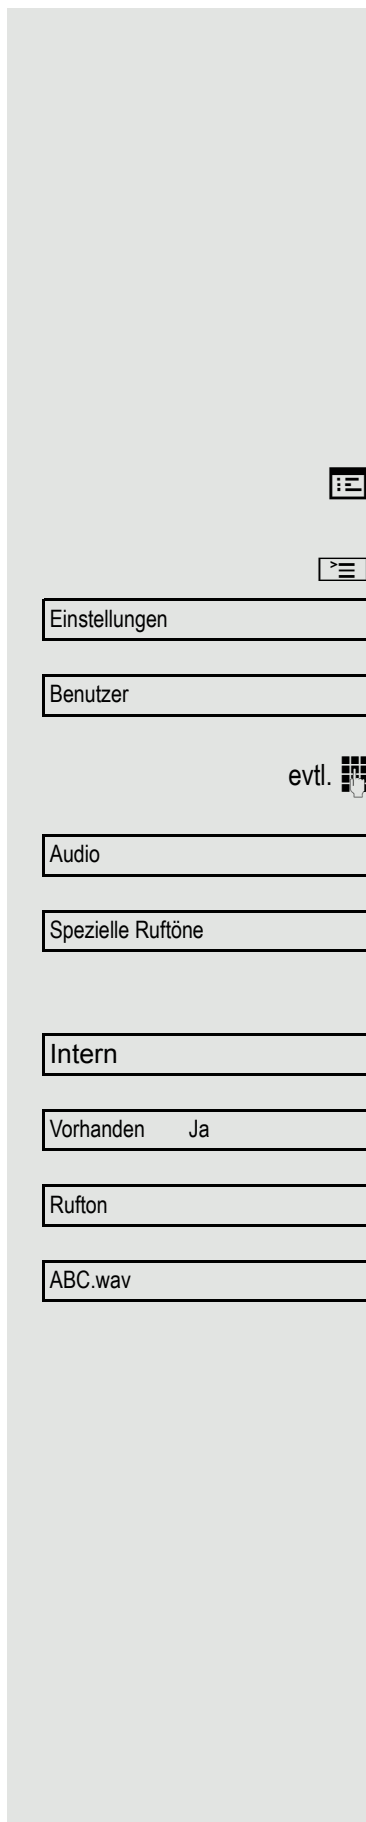 Einstellungen
Benutzer
evtl.
Audio
Spezielle Ruftöne
Intern
Vorhanden Ja
Rufton
ABC.wav